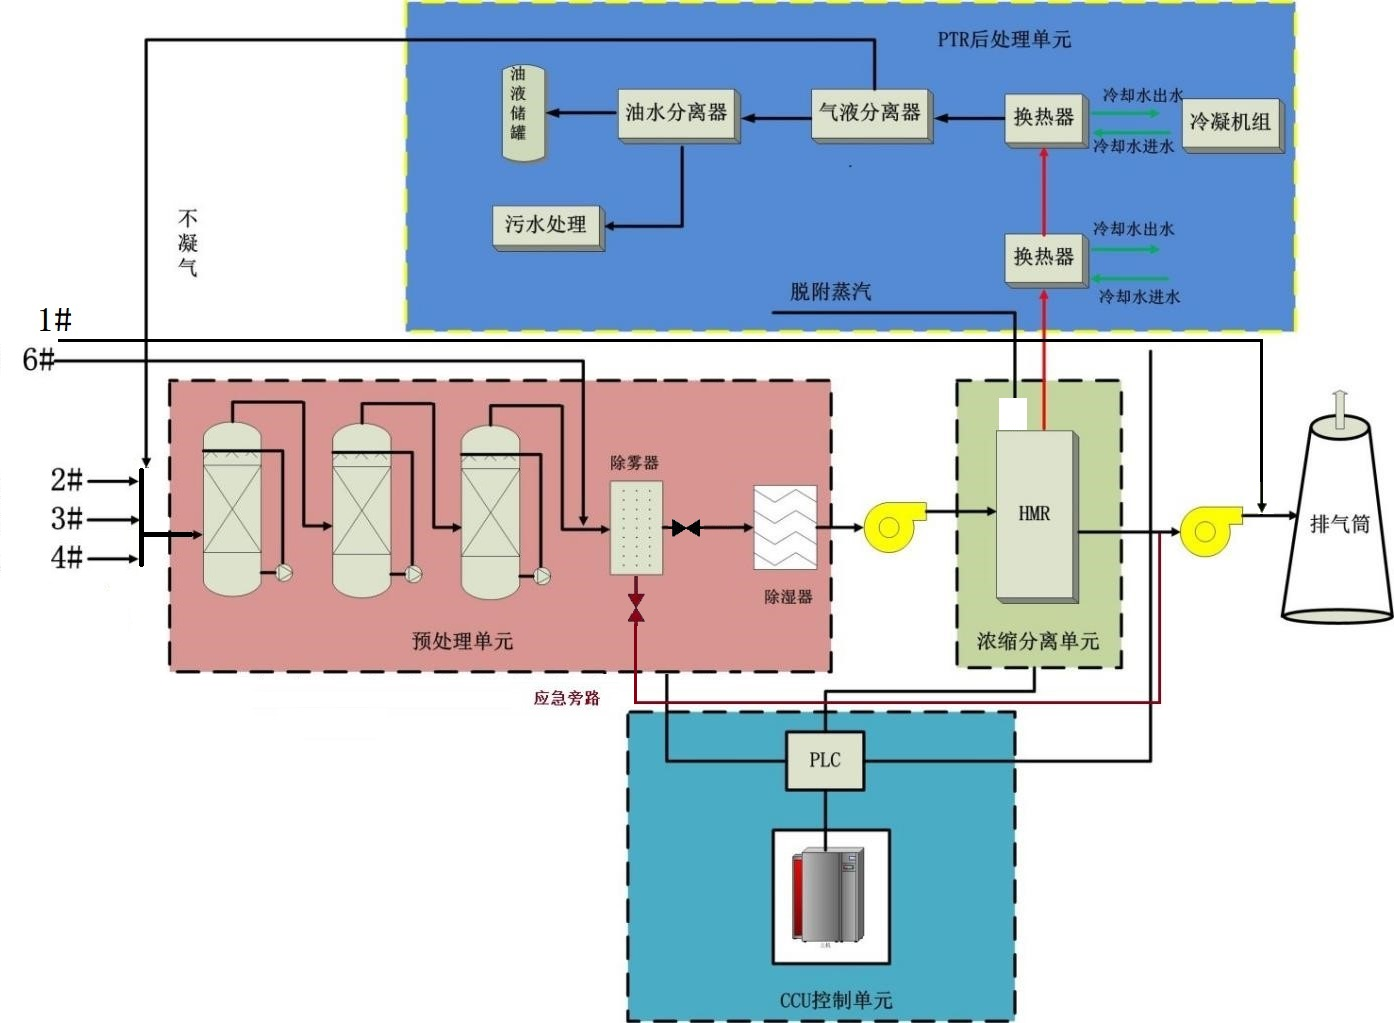 PTR后处理单元
油液储罐
油水分离器
气液分离器
换热器
冷却水出水
冷却水进水
冷凝机组
污水处理
换热器
冷却水出水
冷却水进水
不凝气
脱附蒸汽
1#
6#
2#
3#
4#
除雾器
除湿器
预处理单元
HMR
浓缩分离单元
排气筒
应急旁路
PLC
CCU控制单元